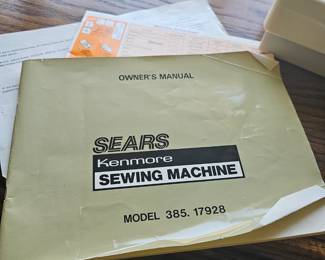 OWNER'S MANUAL
SEARS
Kenmore
SEWING MACHINE
MODEL 385. 17928